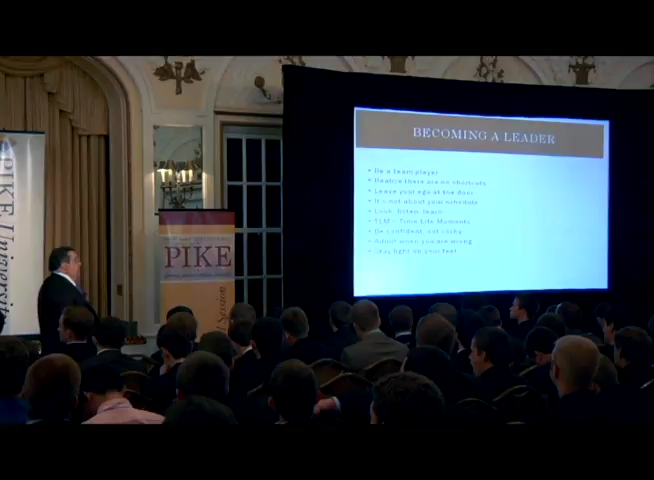 BECOMING A LEADER
Be a team player
Realize there are no shortcuts
Leave your ego at the door
It's not about your schedule
Look, listen, learn
TLM - Time Life Moments
Be confident, not cocky
Admit when you are wrong
Stay light on your feet
PIKE University
PIKE
Session